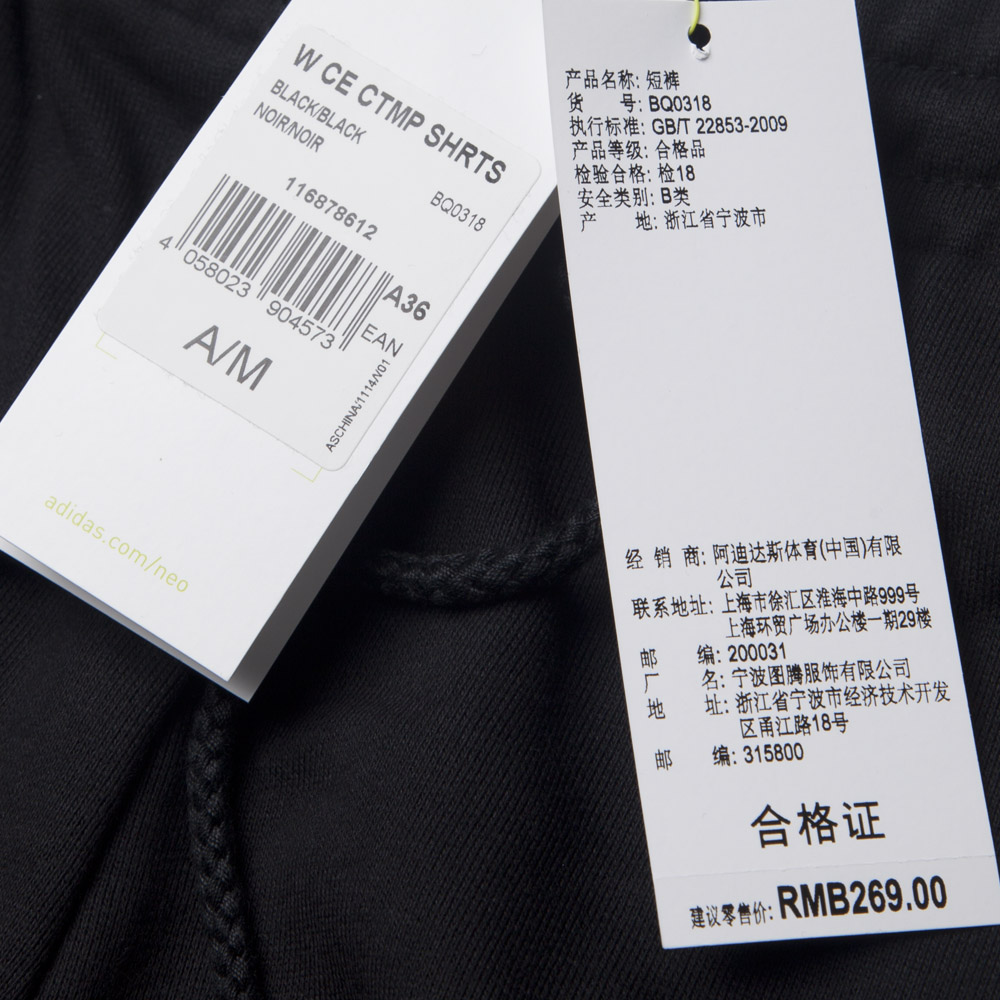 W CE CTMP SHRTS
BLACK/BLACK
NOIR/NOIR
BQ0318
116878612
4 058023 904573
A36
EAN
A/M
ASCHINA/1114/V01
adidas.com/neo
产品名称: 短裤
货 号: BQ0318
执行标准: GB/T 22853-2009
产品等级: 合格品
检验合格: 检18
安全类别: B类
产 地: 浙江省宁波市
经 销 商: 阿迪达斯体育(中国)有限
公司
联系地址: 上海市徐汇区淮海中路999号
上海环贸广场办公楼一期29楼
邮 编: 200031
厂 名: 宁波图腾服饰有限公司
地 址: 浙江省宁波市经济技术开发
区甬江路18号
邮 编: 315800
合格证
建议零售价: RMB269.00